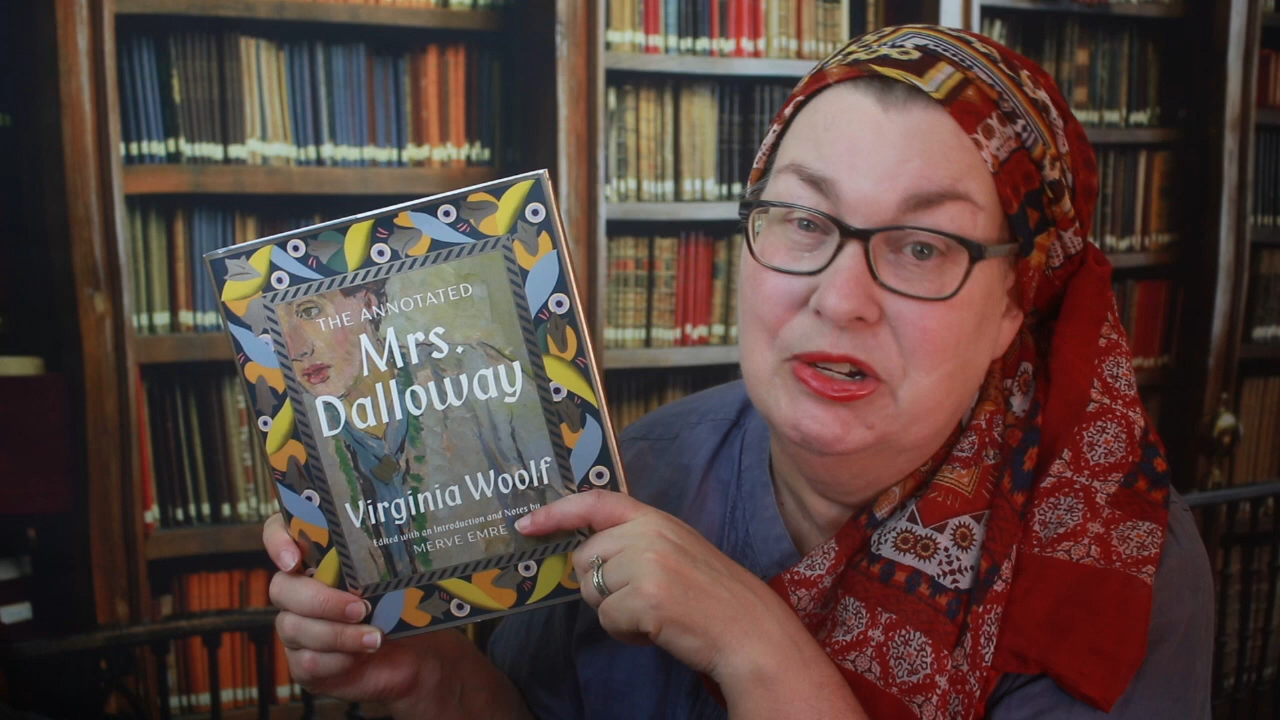 THE ANNOTATED
Mrs.
Dalloway
Virginia Woolf
Edited with an Introduction and Notes by
MERVE EMRE